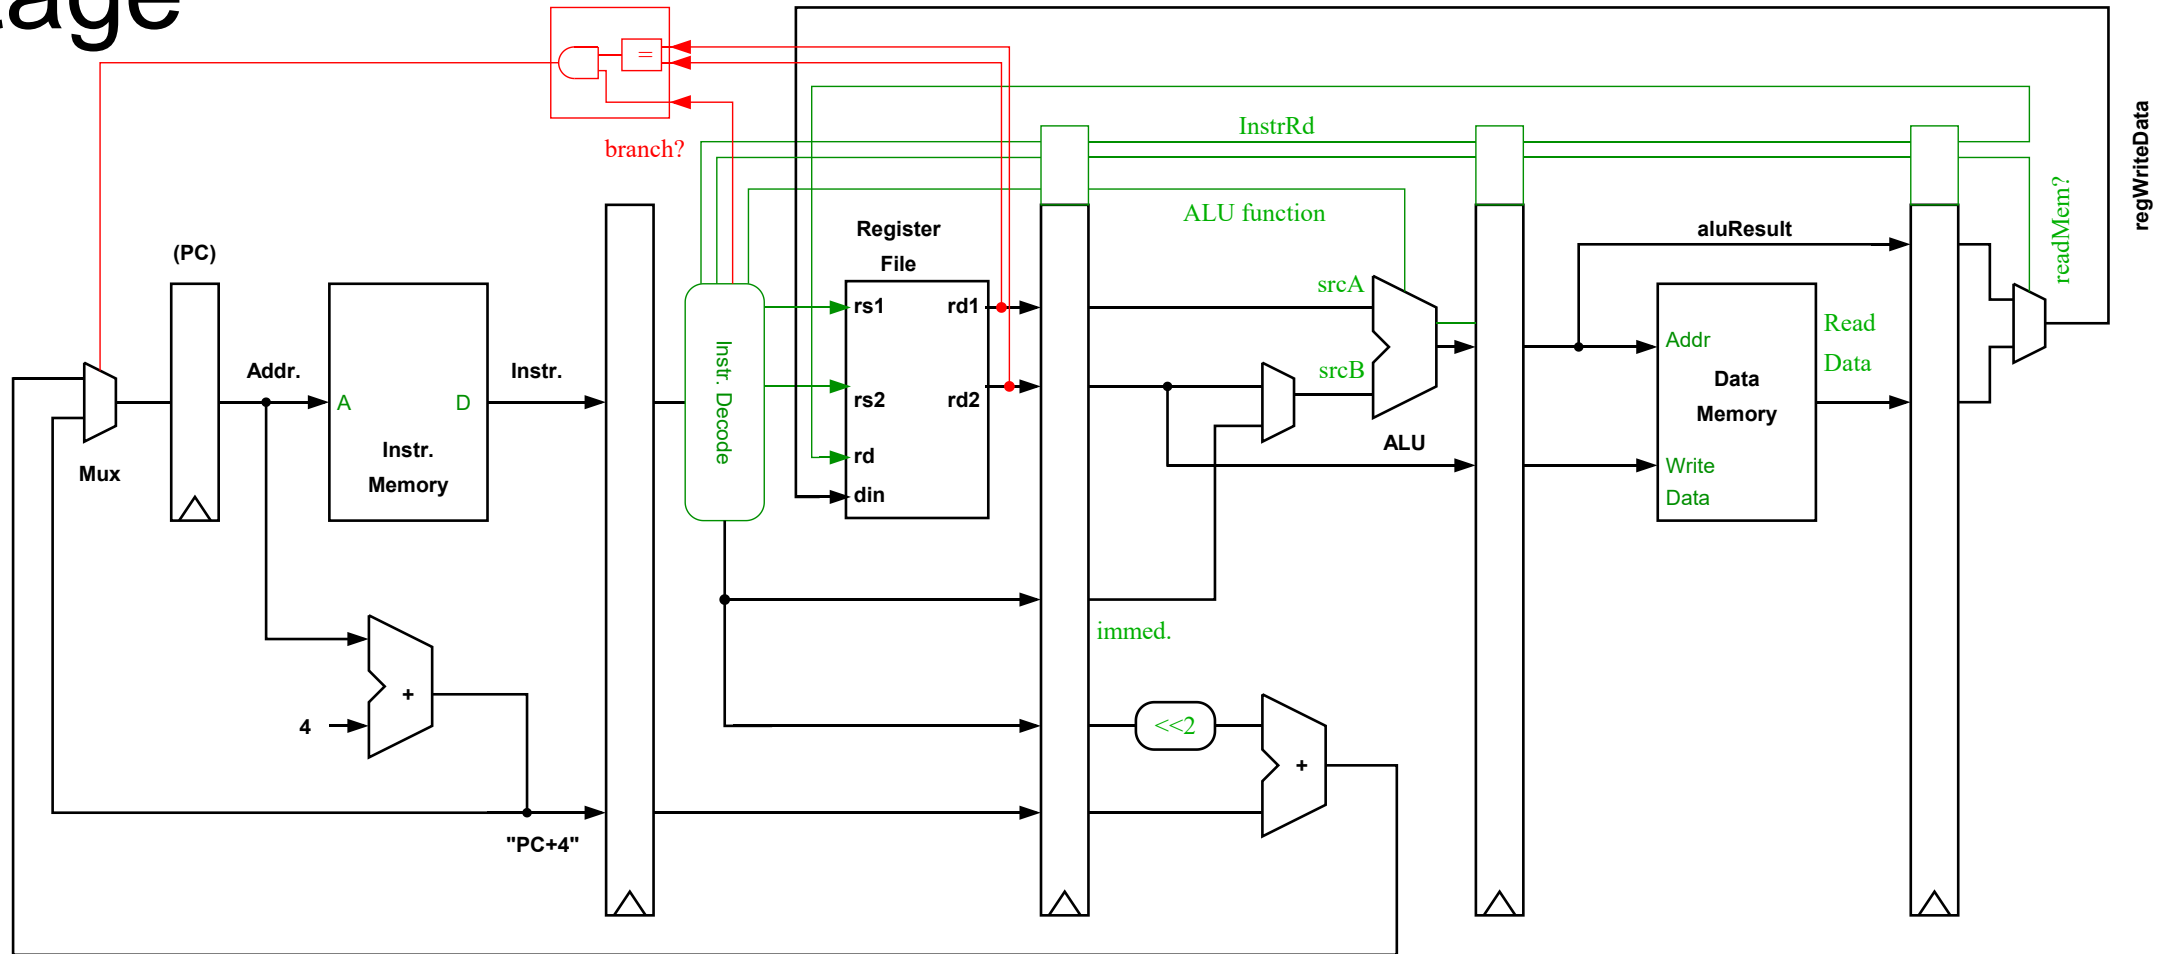 =
branch?
InstrRd
ALU function
regWriteData
readMem?
(PC)
Register
File
aluResult
srcA
srcB
rs1
rd1
rs2
rd2
rd
din
Instr. Decode
Addr.
Instr.
A
D
Instr.
Memory
Mux
ALU
Addr
Data
Memory
Read
Data
Write
Data
immed.
+
4
<<2
+
"PC+4"